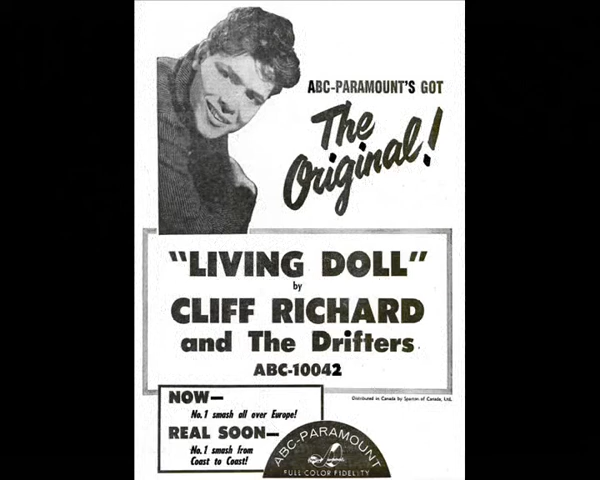 ABC-PARAMOUNT'S GOT
The
Original!
"LIVING DOLL"
by
CLIFF RICHARD
and The Drifters
ABC-10042
Distributed in Canada by Sparton of Canada, Ltd.
NOW—
No. 1 smash all over Europe!
REAL SOON—
No. 1 smash from
Coast to Coast!
ABC-PARAMOUNT
FULL COLOR FIDELITY